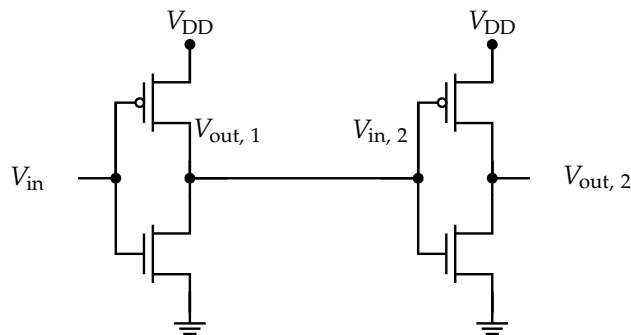 V_DD
V_DD
V_out, 1
V_in, 2
V_in
V_out, 2